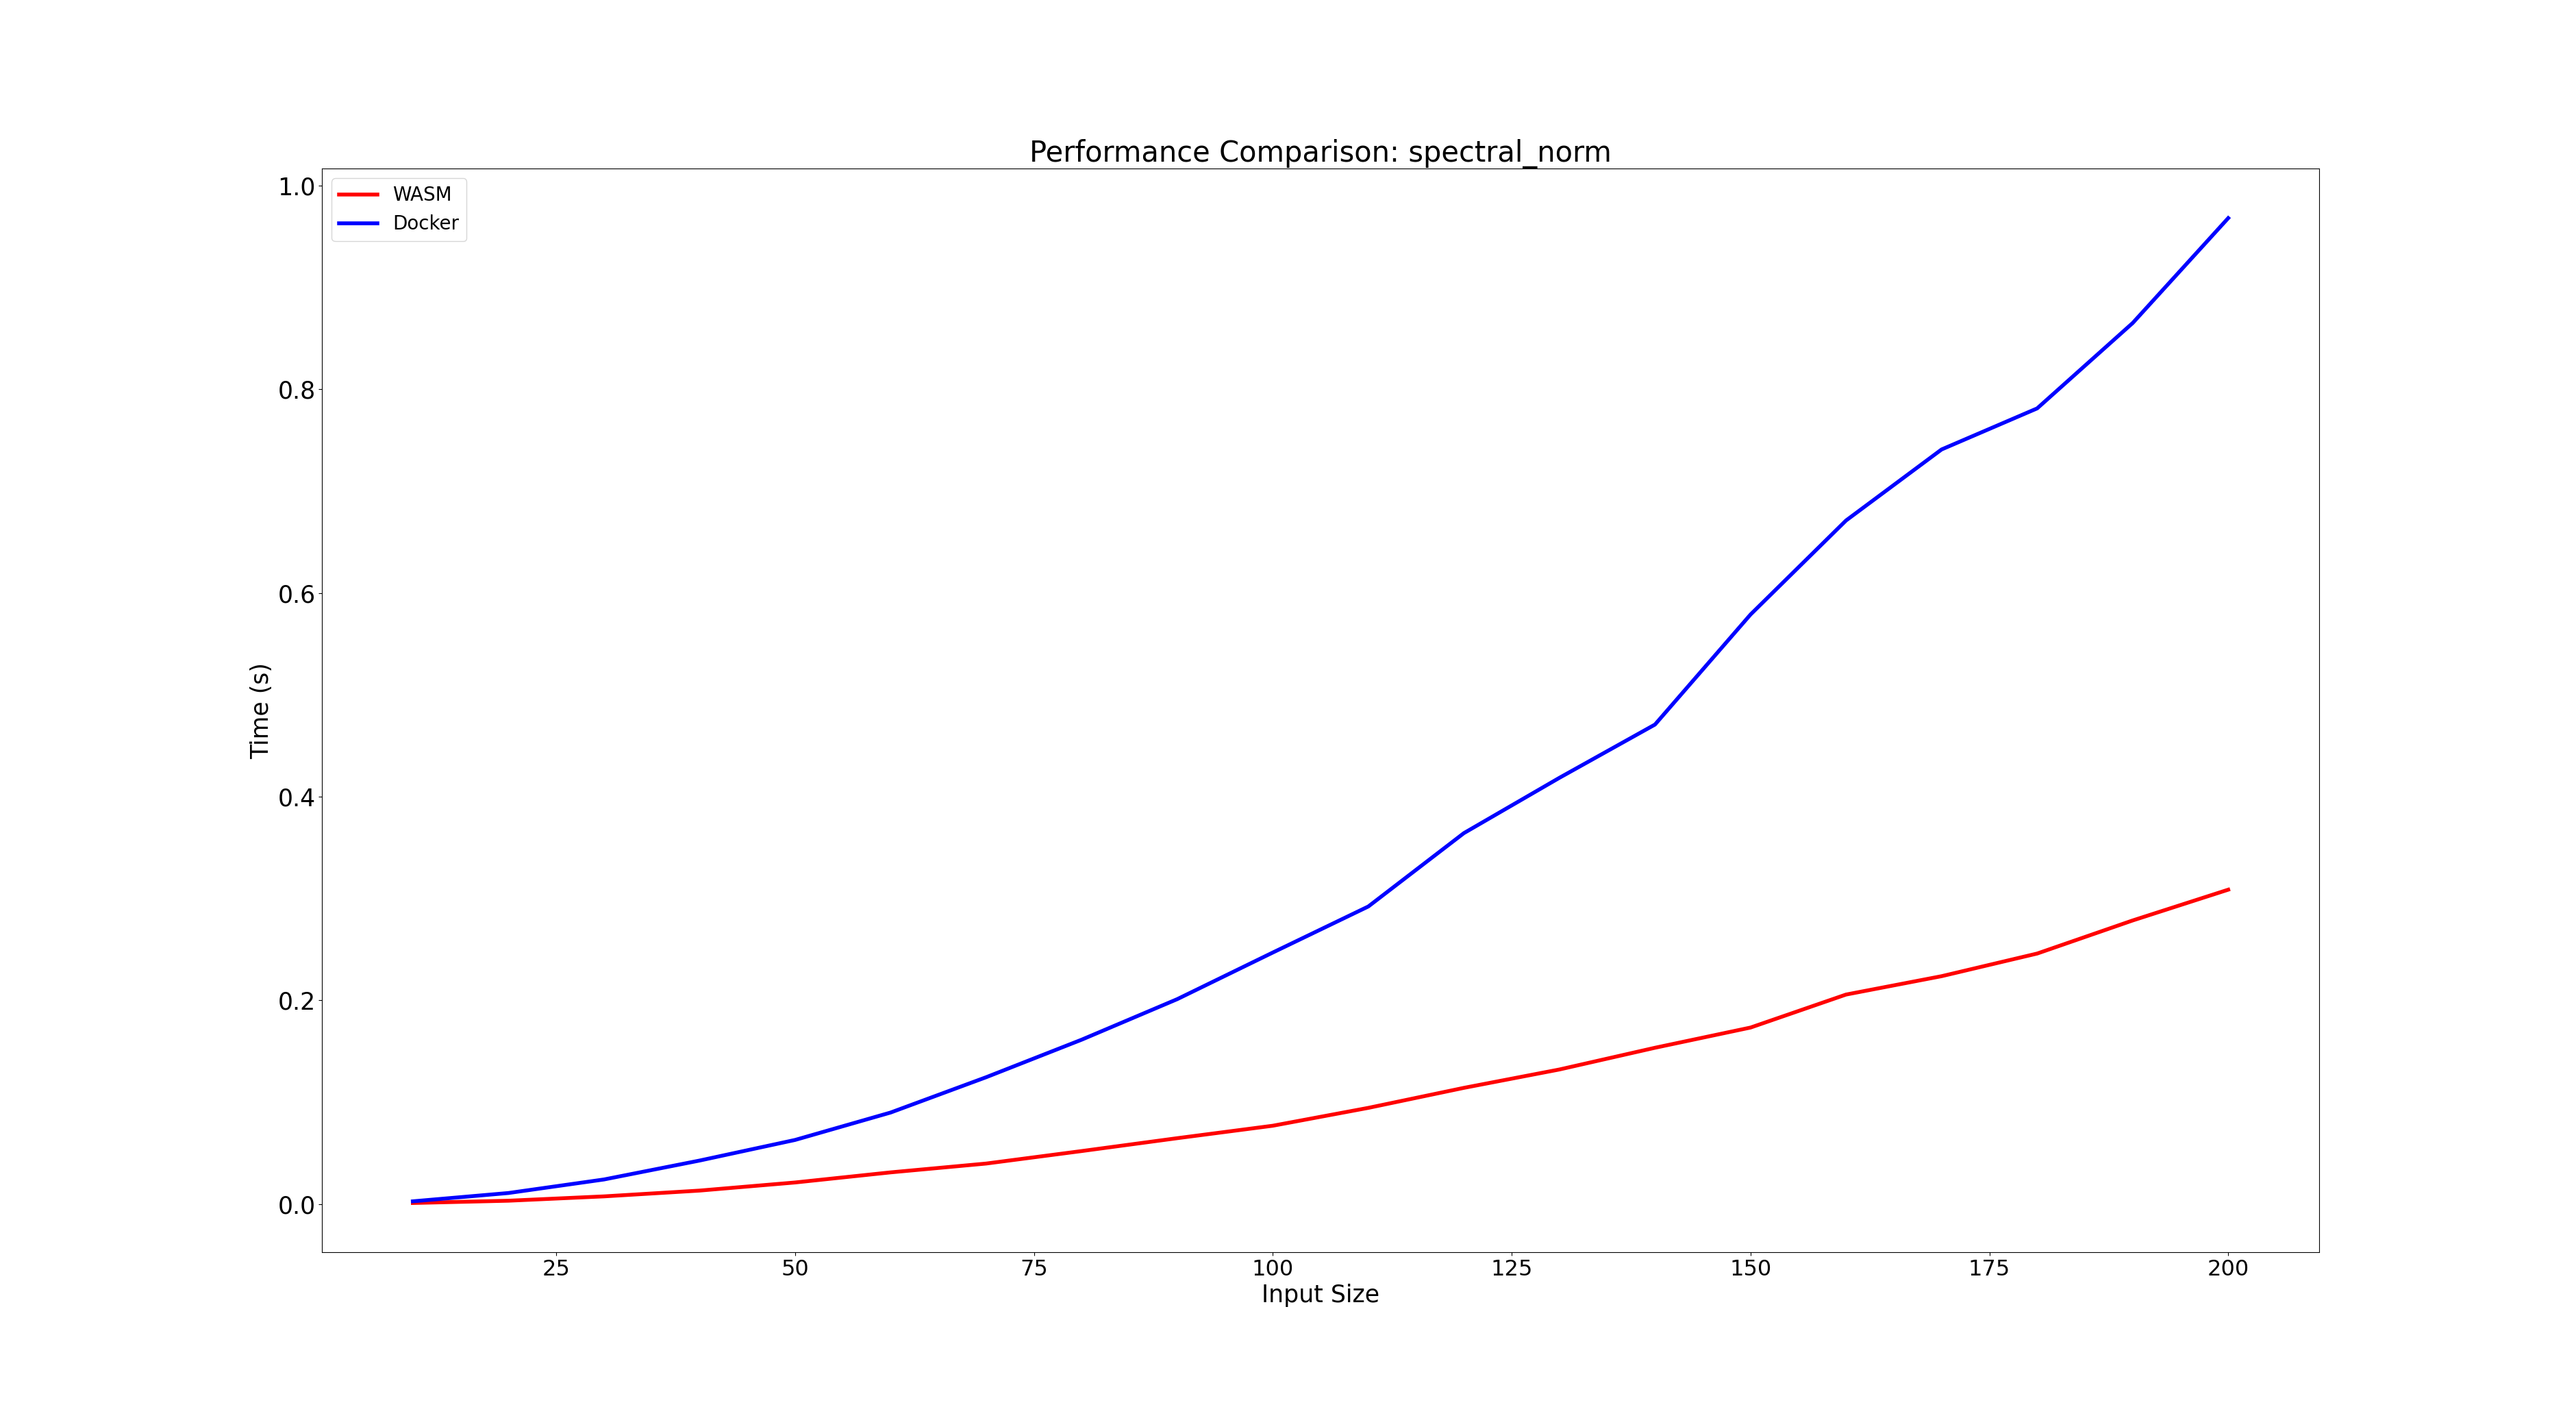 Performance Comparison: spectral_norm
WASM
Docker
1.0
0.8
0.6
0.4
0.2
0.0
Time (s)
25 50 75 100 125 150 175 200
Input Size